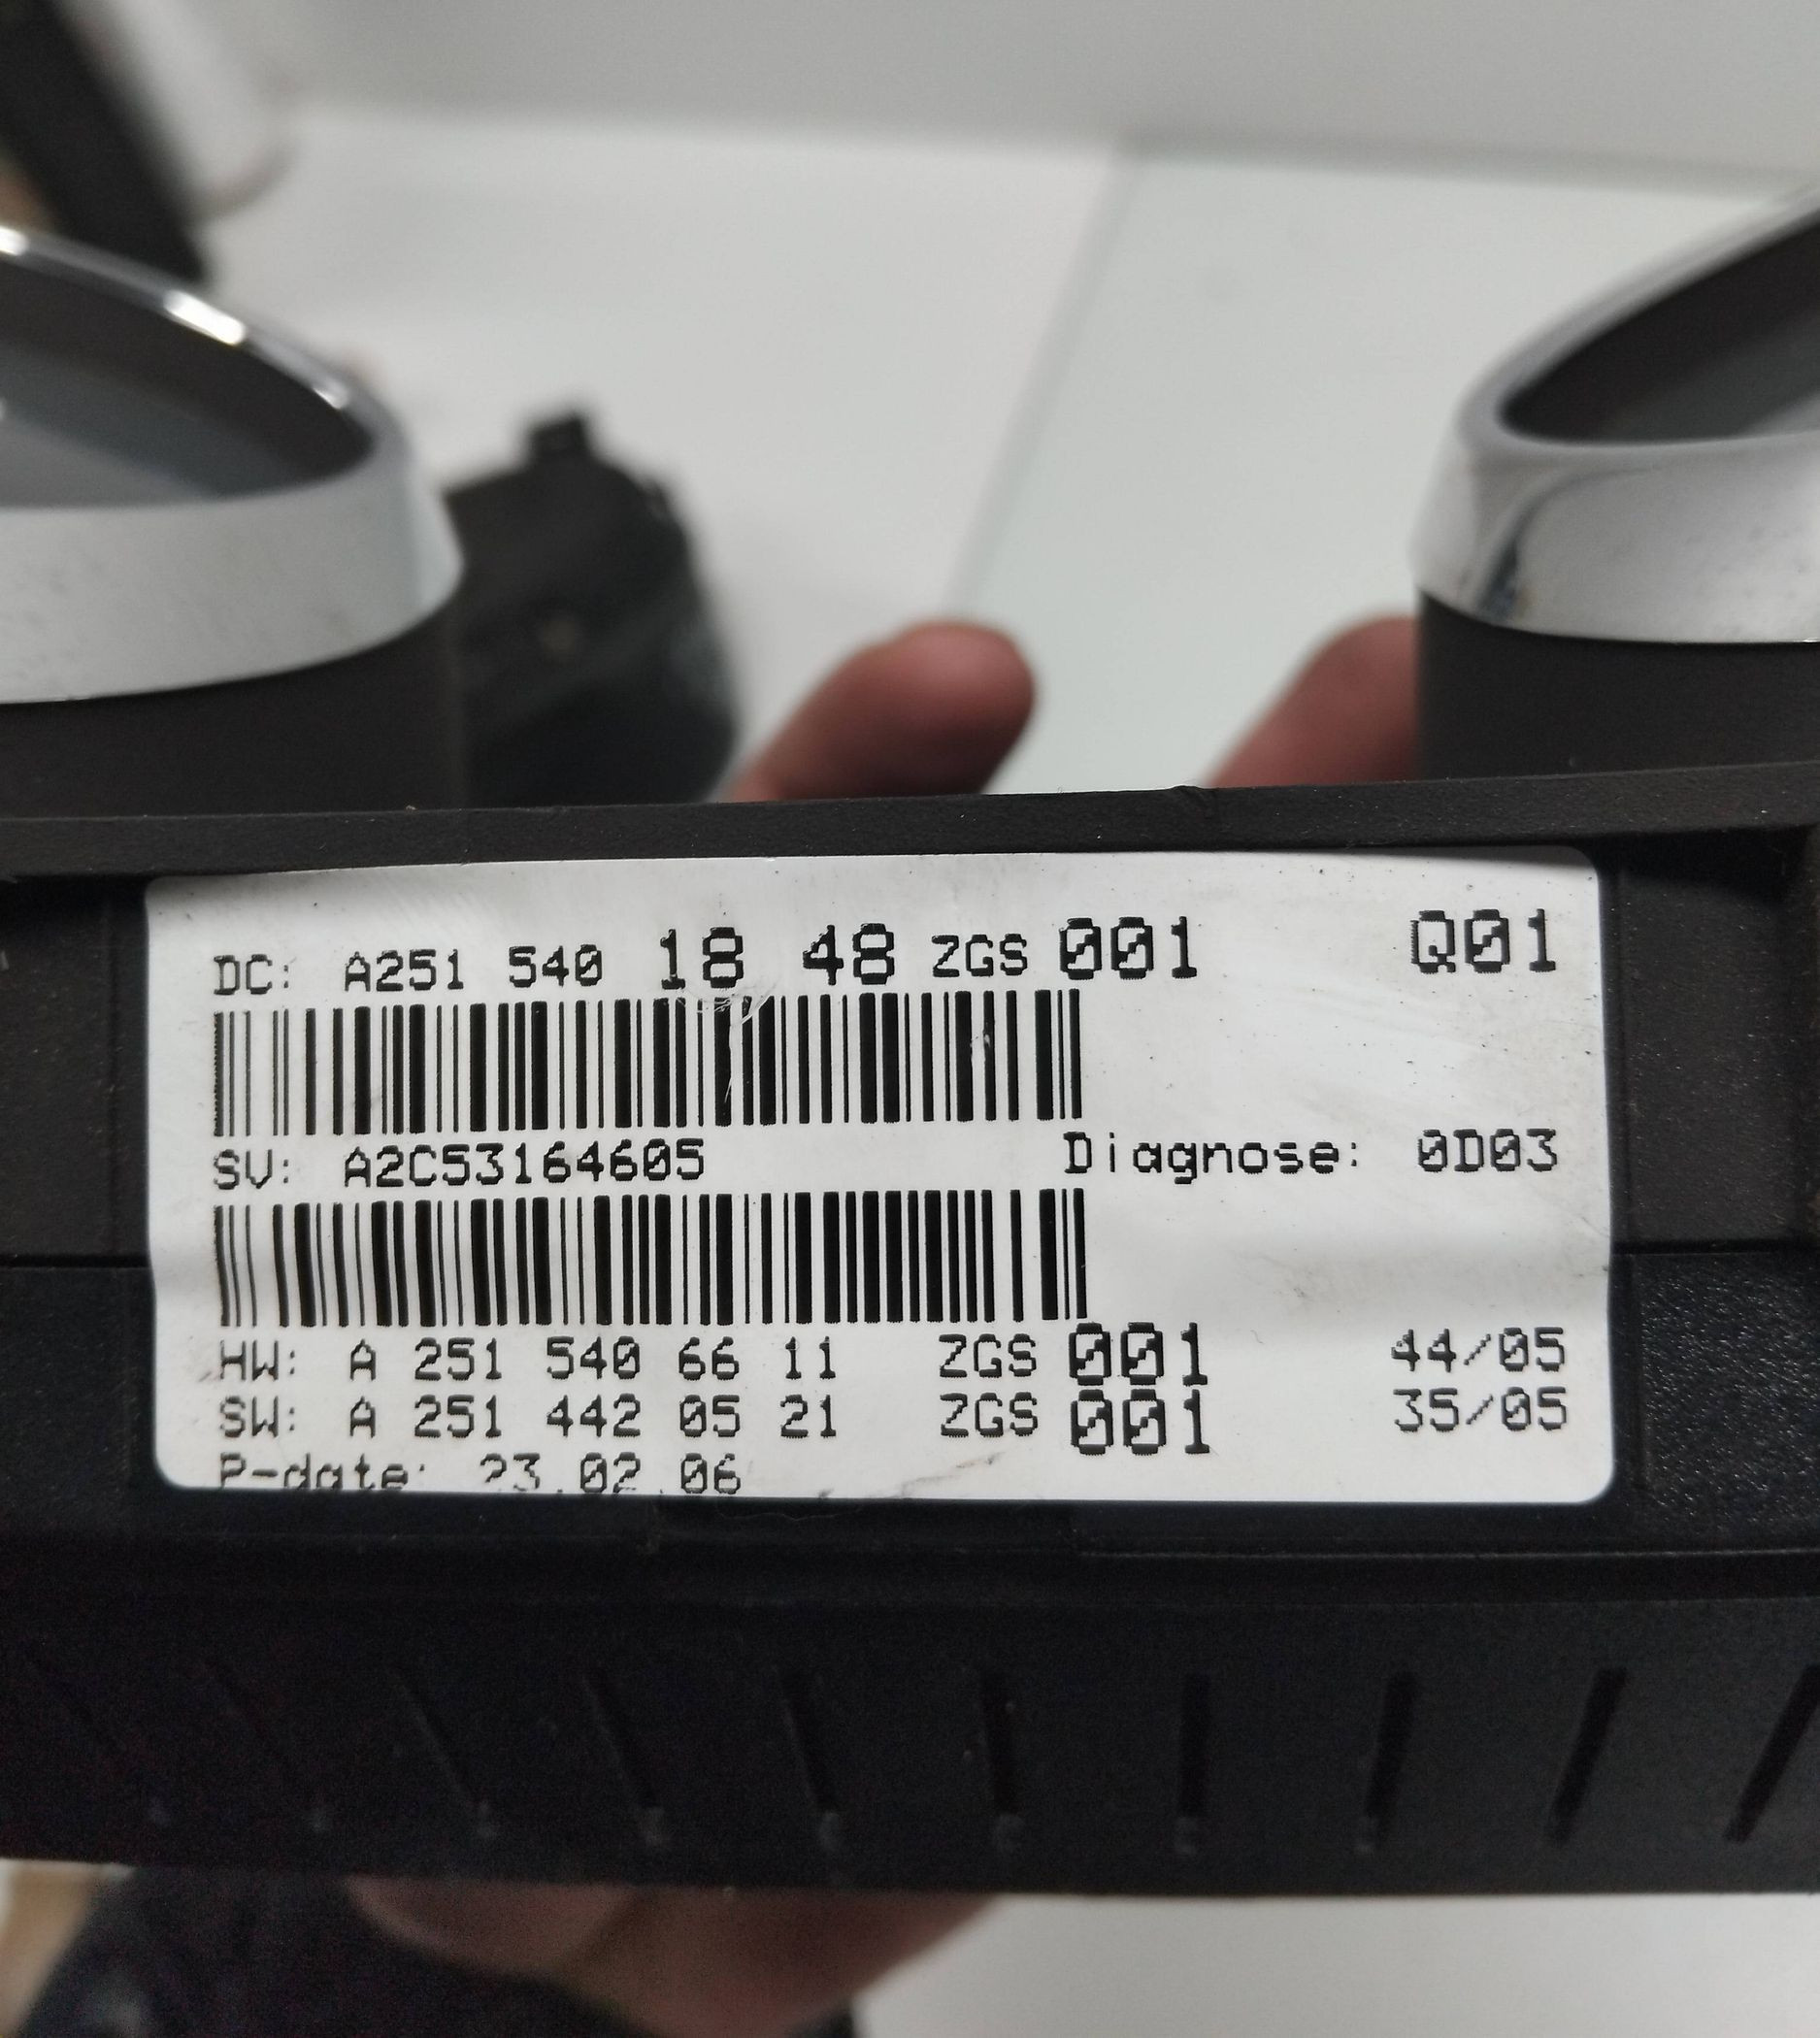 DC: A251 540 18 48 ZGS 001 Q01
SV: A2C53164605 Diagnose: 0D03
HW: A 251 540 66 11 ZGS 001 44/05
SW: A 251 442 05 21 ZGS 001 35/05
P-date: 23.02.06